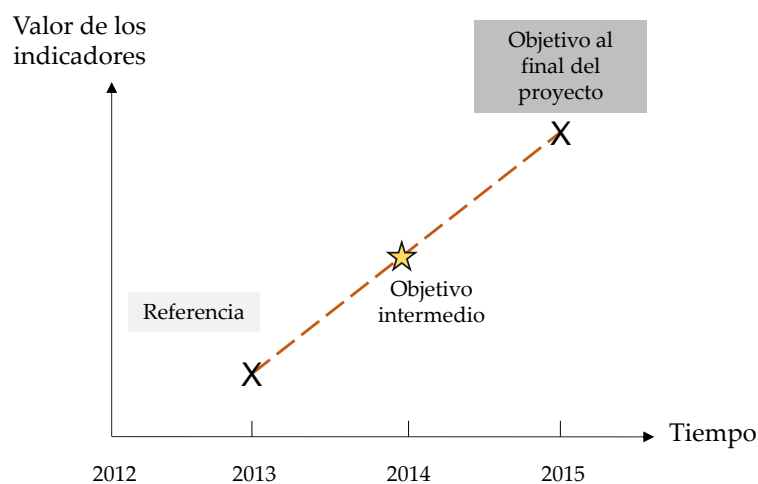 Valor de los
indicadores
Objetivo al
final del
proyecto
X
Objetivo
intermedio
Referencia
X
Tiempo
2012
2013
2014
2015